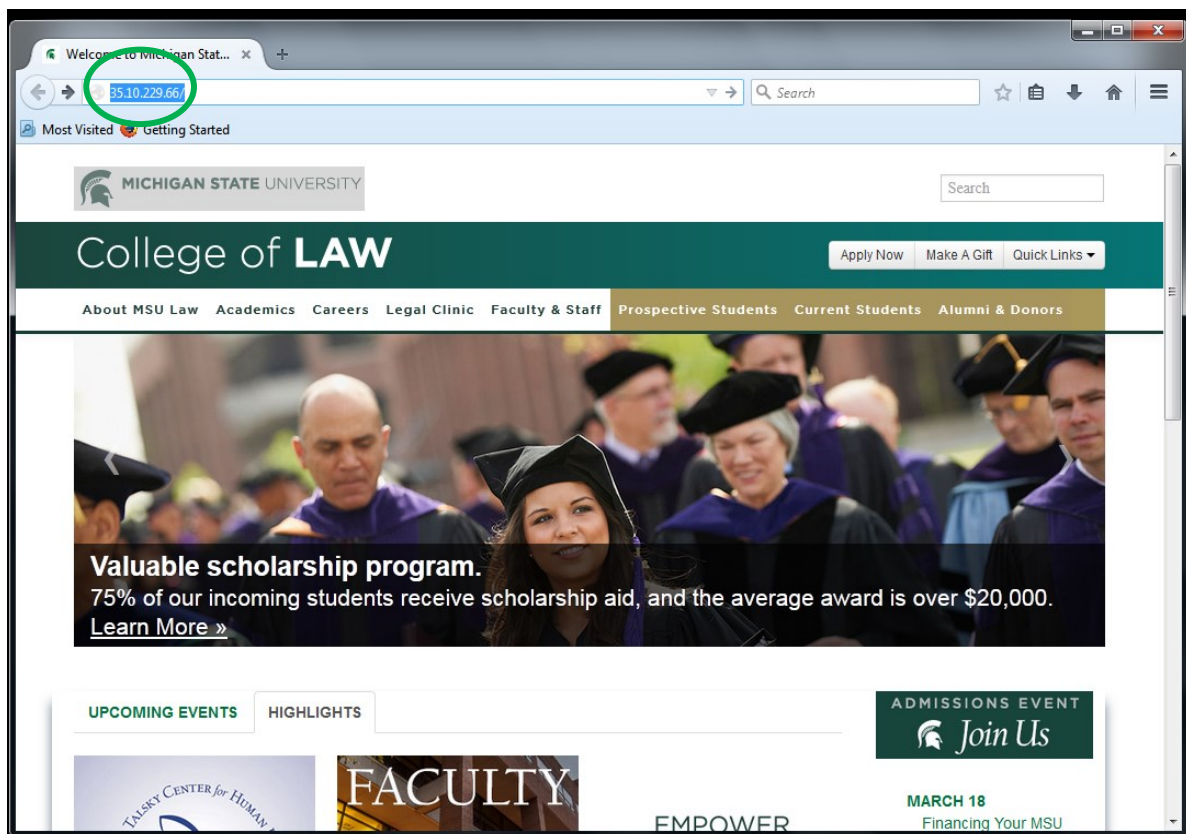 Welcome to Michigan Stat...
35.10.229.66/
Search
Most Visited
Getting Started
MICHIGAN STATE UNIVERSITY
Search
College of LAW
Apply Now Make A Gift Quick Links
About MSU Law Academics Careers Legal Clinic Faculty & Staff Prospective Students Current Students Alumni & Donors
Valuable scholarship program.
75% of our incoming students receive scholarship aid, and the average award is over $20,000.
Learn More »
UPCOMING EVENTS HIGHLIGHTS
ADMISSIONS EVENT
Join Us
TALSKY CENTER for HUMAN
FACULTY
EMPOWER
MARCH 18
Financing Your MSU